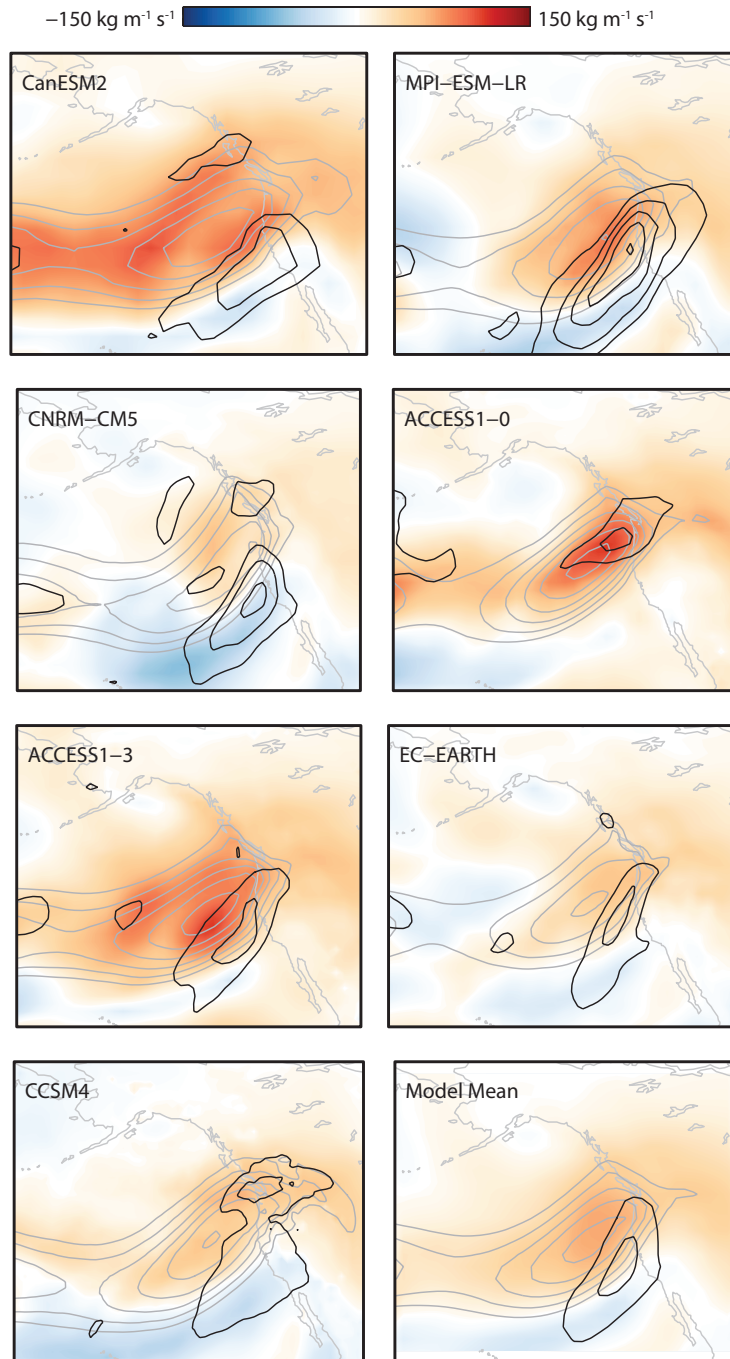 −150 kg m⁻¹ s⁻¹ 150 kg m⁻¹ s⁻¹
CanESM2 MPI−ESM−LR
CNRM−CM5 ACCESS1−0
ACCESS1−3 EC−EARTH
CCSM4 Model Mean